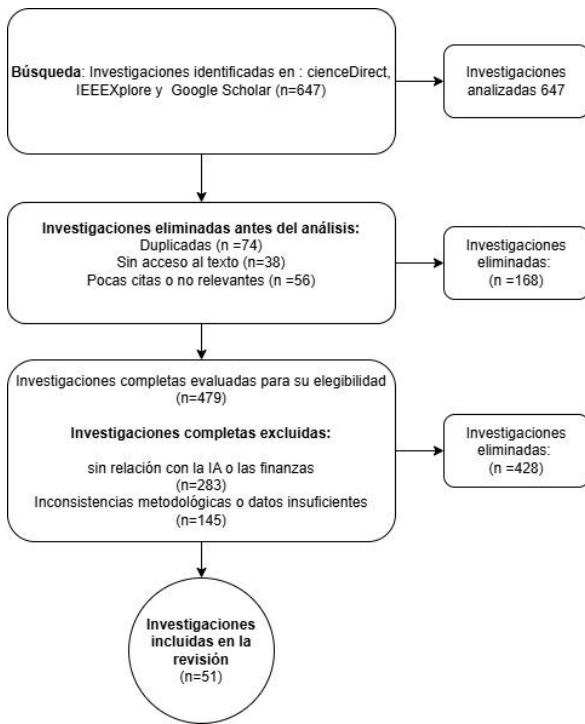 Búsqueda: Investigaciones identificadas en : cienceDirect,
IEEEXplore y Google Scholar (n=647)
Investigaciones
analizadas 647
Investigaciones eliminadas antes del análisis:
Duplicadas (n =74)
Sin acceso al texto (n=38)
Pocas citas o no relevantes (n =56)
Investigaciones
eliminadas:
(n =168)
Investigaciones completas evaluadas para su elegibilidad
(n=479)
Investigaciones completas excluidas:
sin relación con la IA o las finanzas
(n=283)
Inconsistencias metodológicas o datos insuficientes
(n=145)
Investigaciones
eliminadas:
(n =428)
Investigaciones
incluidas en la
revisión
(n=51)